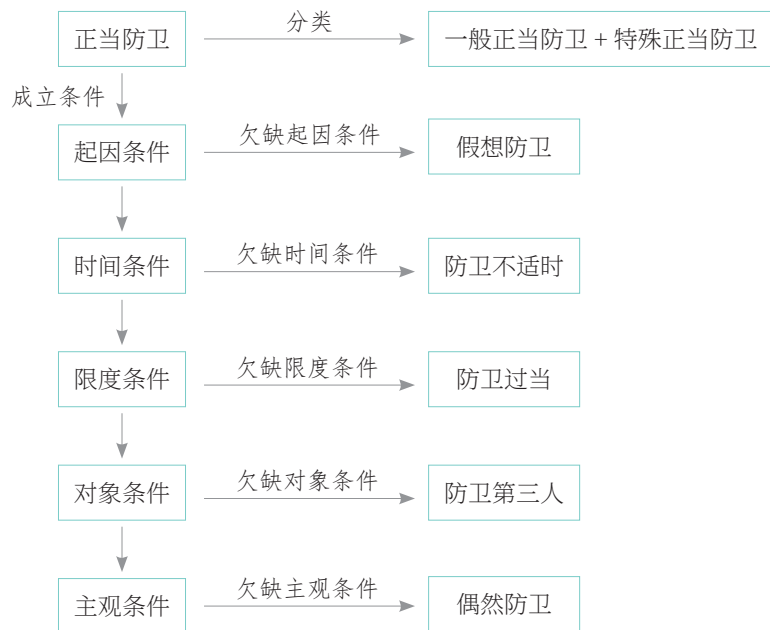 正当防卫
分类
一般正当防卫 + 特殊正当防卫
成立条件
起因条件
欠缺起因条件
假想防卫
时间条件
欠缺时间条件
防卫不适时
限度条件
欠缺限度条件
防卫过当
对象条件
欠缺对象条件
防卫第三人
主观条件
欠缺主观条件
偶然防卫